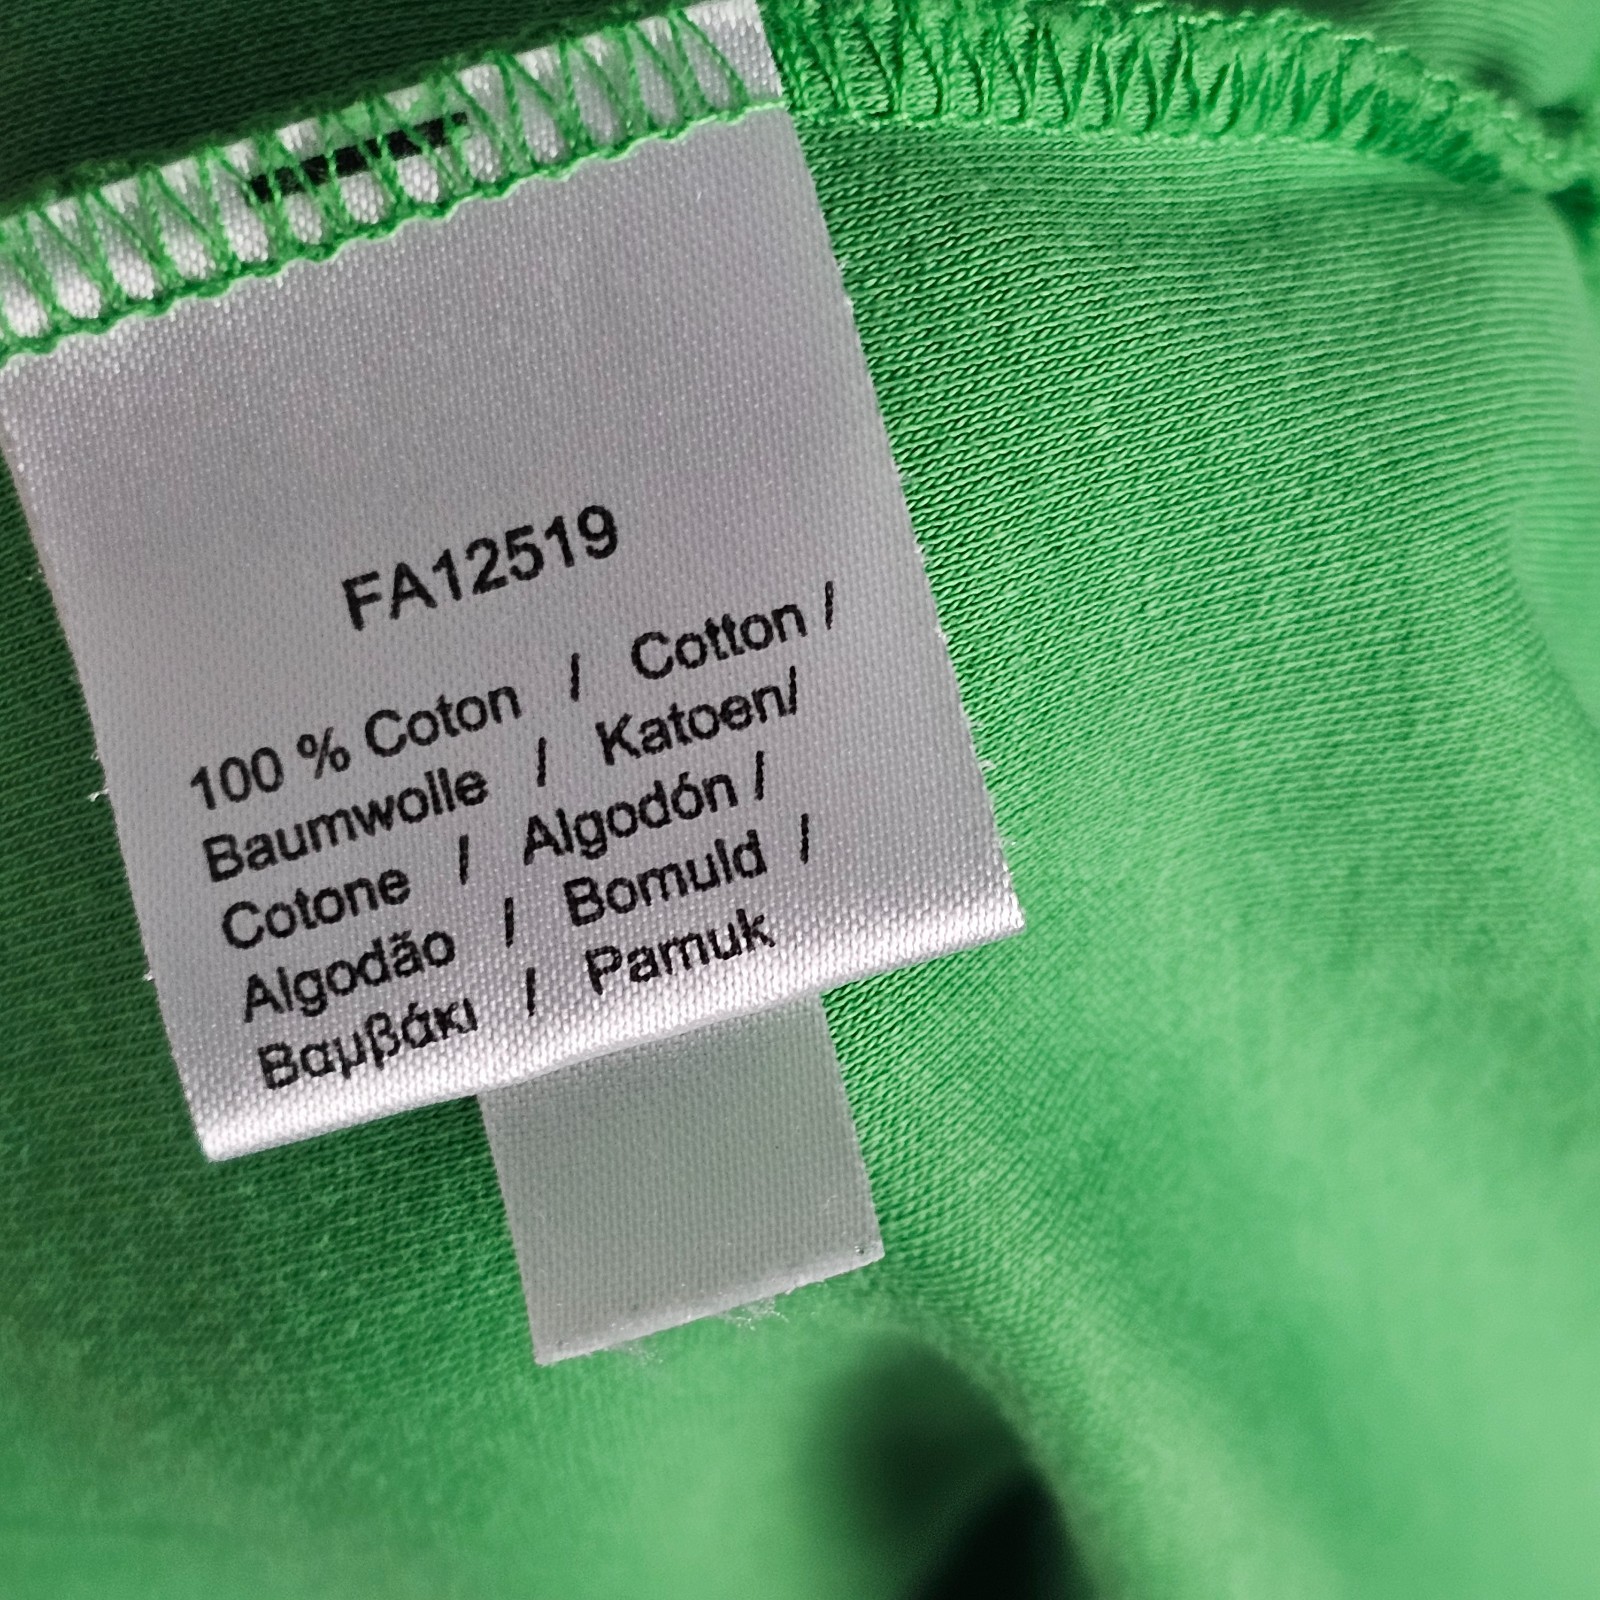 FA12519
100 % Coton / Cotton /
Baumwolle / Katoen/
Cotone / Algodón /
Algodão / Bomuld /
Βαμβάκι / Pamuk